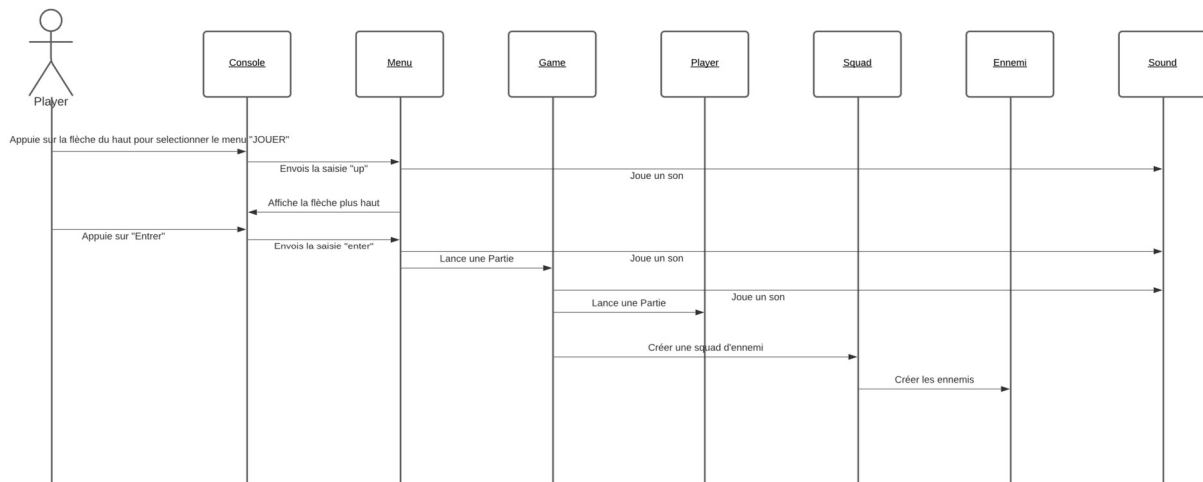 Console
Menu
Game
Player
Squad
Ennemi
Sound
Player
Appuie sur la flèche du haut pour selectionner le menu "JOUER"
Envois la saisie "up"
Joue un son
Affiche la flèche plus haut
Appuie sur "Entrer"
Envois la saisie "enter"
Joue un son
Lance une Partie
Joue un son
Lance une Partie
Créer une squad d'ennemi
Créer les ennemis